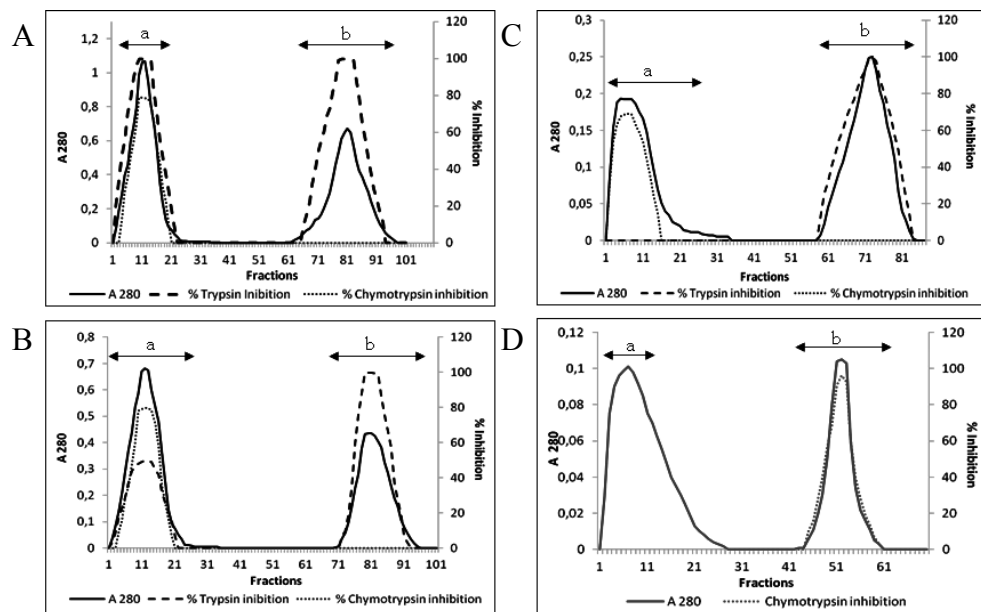 A
a
b
1,2
1
0,8
0,6
0,4
0,2
0
120
100
80
60
40
20
0
A 280
% Inhibition
1 11 21 31 41 51 61 71 81 91 101
Fractions
A 280 % Trypsin Inibition % Chymotrypsin inhibition
C
a
b
0,3
0,25
0,2
0,15
0,1
0,05
0
120
100
80
60
40
20
0
A 280
% Inhibition
1 11 21 31 41 51 61 71 81
Fractions
A 280 % Trypsin inhibition % Chymotrypsin inhibition
B
a
b
0,8
0,7
0,6
0,5
0,4
0,3
0,2
0,1
0
120
100
80
60
40
20
0
A 280
% Inhibition
1 11 21 31 41 51 61 71 81 91 101
Fractions
A 280 % Trypsin inibition % Chymotrypsin inhibition
D
a
b
0,12
0,1
0,08
0,06
0,04
0,02
0
120
100
80
60
40
20
0
A 280
% Inhibition
1 11 21 31 41 51 61
Fractions
A 280 Chymotrypsin inhibition